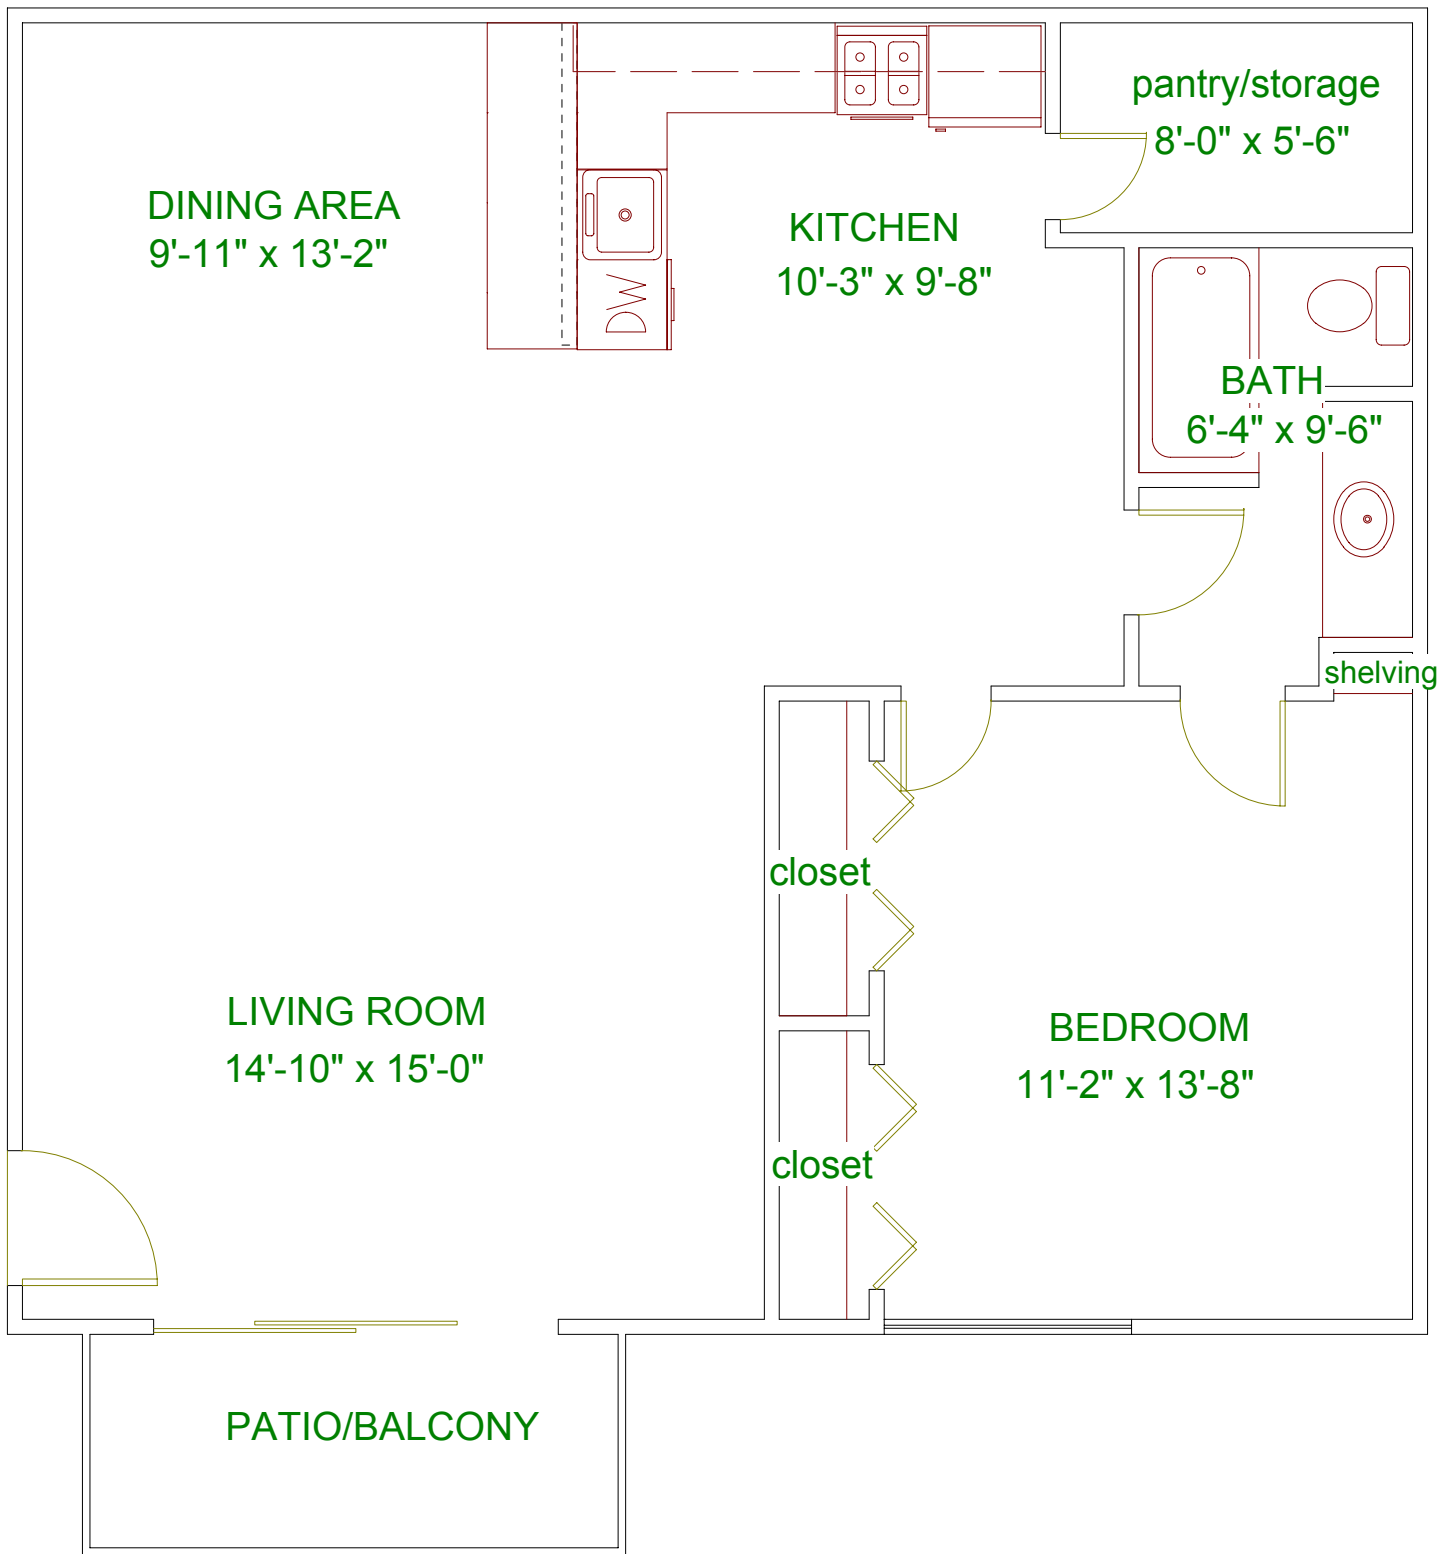 pantry/storage
8'-0" x 5'-6"
DINING AREA
9'-11" x 13'-2"
KITCHEN
10'-3" x 9'-8"
DW
BATH
6'-4" x 9'-6"
shelving
closet
LIVING ROOM
14'-10" x 15'-0"
BEDROOM
11'-2" x 13'-8"
closet
PATIO/BALCONY